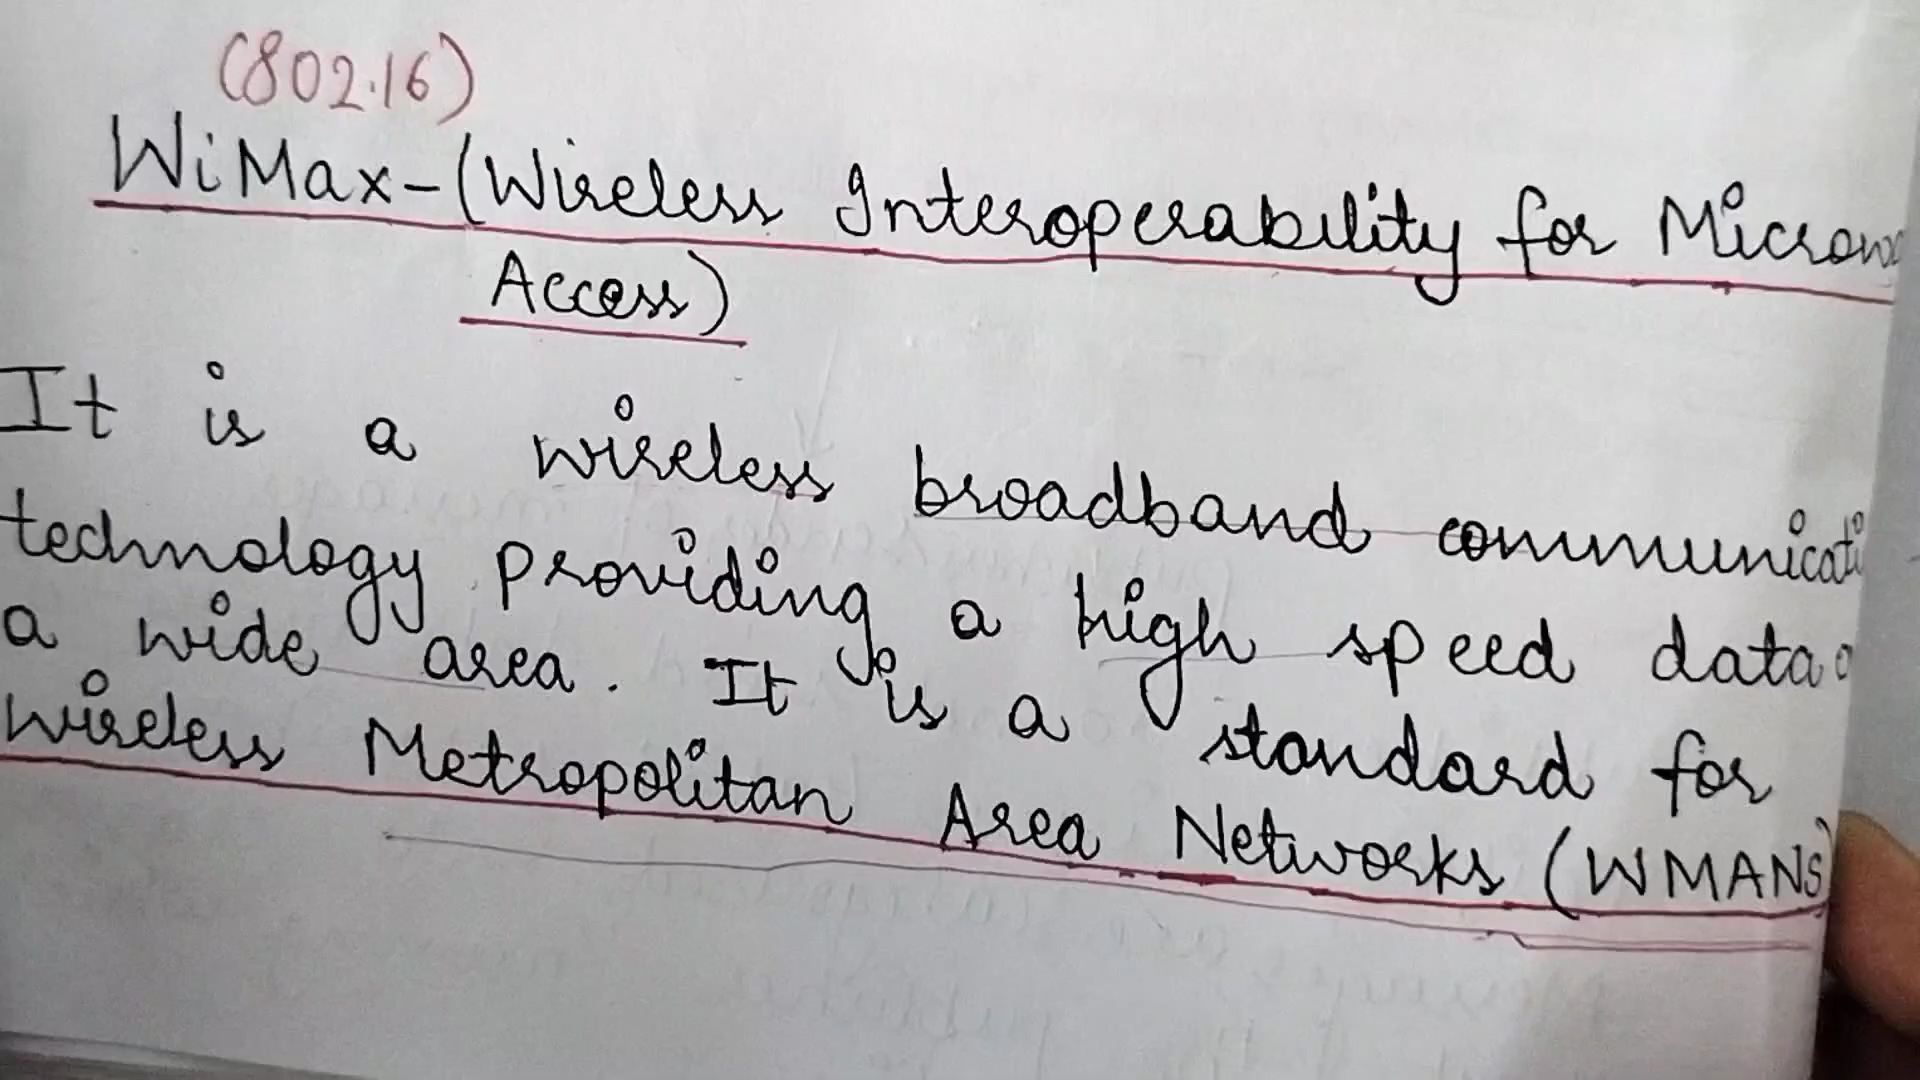 (802.16)
WiMax-(Wireless Interoperability for
Access)
It is a wireless broadband
technology providing a high speed data
a wide area. It is a standard for
Wireless Metropolitan Area Networks (WMANS)